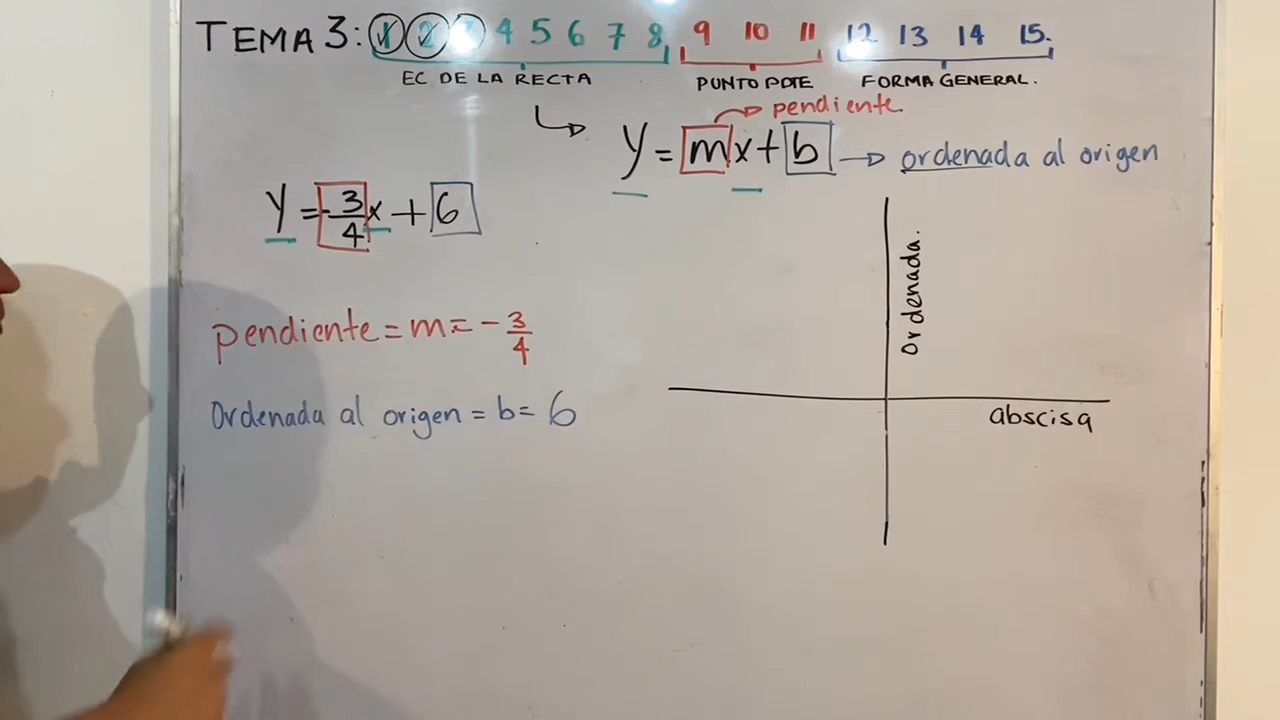 TEMA 3: 1 2 3 4 5 6 7 8 9 10 11 12 13 14 15.
EC DE LA RECTA PUNTO PDTE FORMA GENERAL.
pendiente
y = mx + b → ordenada al origen
y = -3/4 x + 6
pendiente = m = -3/4
Ordenada al origen = b = 6
Ordenada.
abscisa